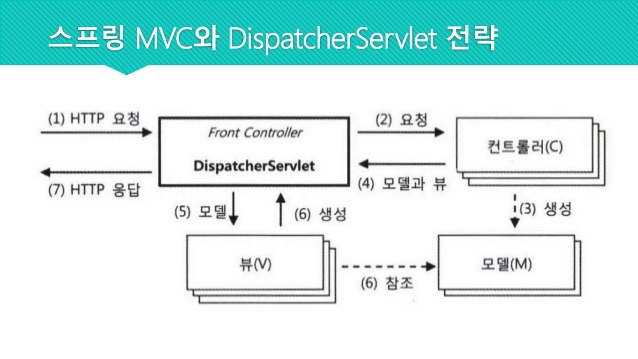 스프링 MVC와 DispatcherServlet 전략
(1) HTTP 요청
Front Controller
DispatcherServlet
(2) 요청
컨트롤러(C)
(7) HTTP 응답
(4) 모델과 뷰
(5) 모델
(6) 생성
(3) 생성
뷰(V)
(6) 참조
모델(M)